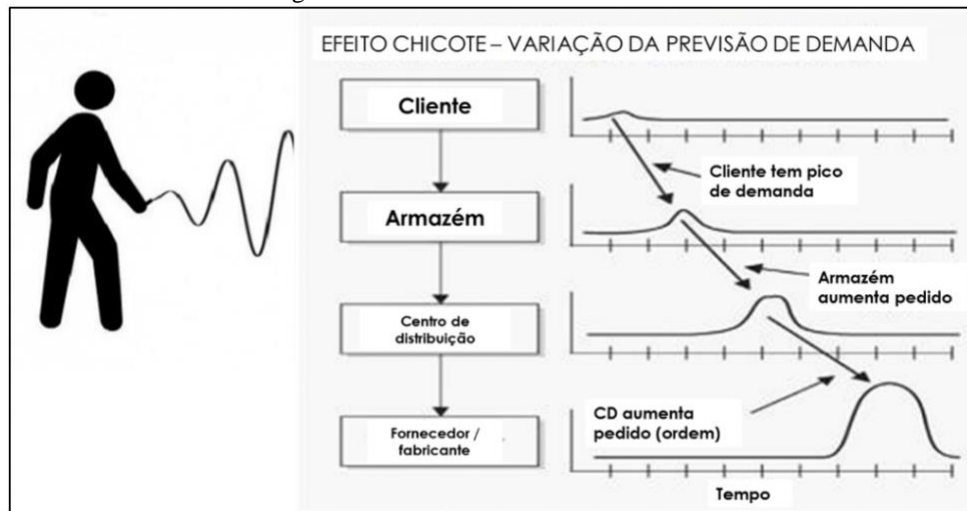 EFEITO CHICOTE – VARIAÇÃO DA PREVISÃO DE DEMANDA
Cliente
Cliente tem pico
de demanda
Armazém
Armazém
aumenta pedido
Centro de
distribuição
CD aumenta
pedido (ordem)
Fornecedor /
fabricante
Tempo